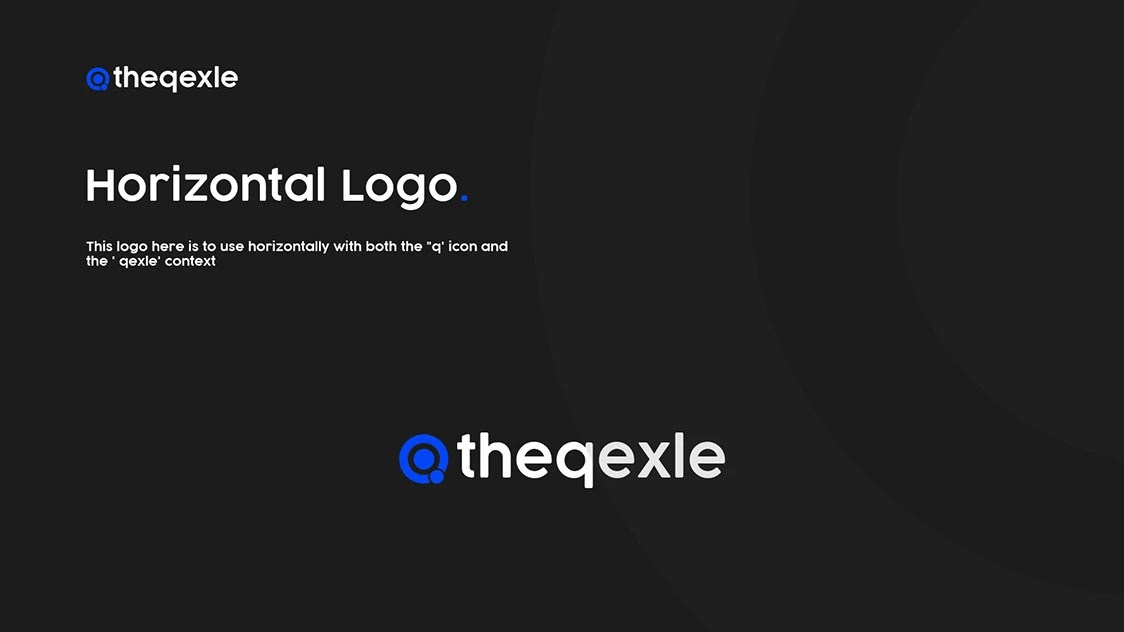 theqexle
Horizontal Logo.
This logo here is to use horizontally with both the "q' icon and
the ' qexle' context
theqexle